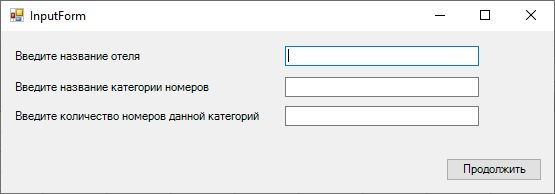 InputForm
Введите название отеля
Введите название категории номеров
Введите количество номеров данной категорий
Продолжить